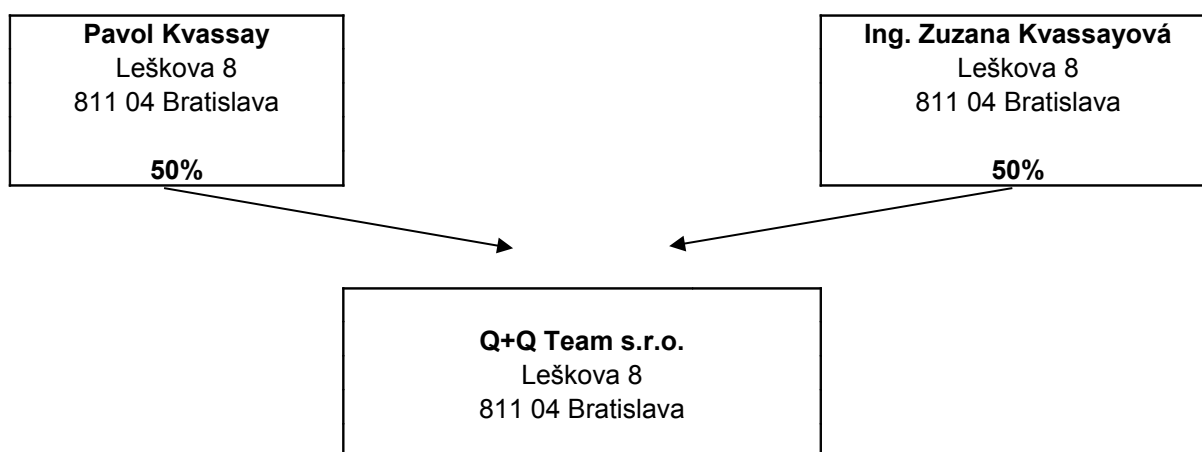 Pavol Kvassay
Leškova 8
811 04 Bratislava
50%
Ing. Zuzana Kvassayová
Leškova 8
811 04 Bratislava
50%
Q+Q Team s.r.o.
Leškova 8
811 04 Bratislava